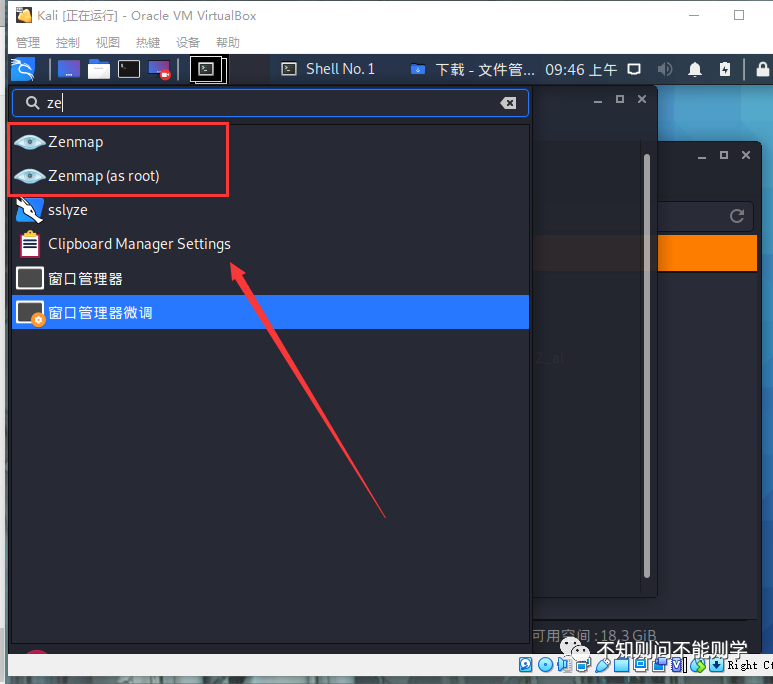 Kali [正在运行] - Oracle VM VirtualBox
管理 控制 视图 热键 设备 帮助
Shell No. 1 下载 - 文件管... 09:46 上午
ze
Zenmap
Zenmap (as root)
sslyze
Clipboard Manager Settings
窗口管理器
窗口管理器微调
可用空间 : 18.3 GiB
不知则问不能则学
Right Ct